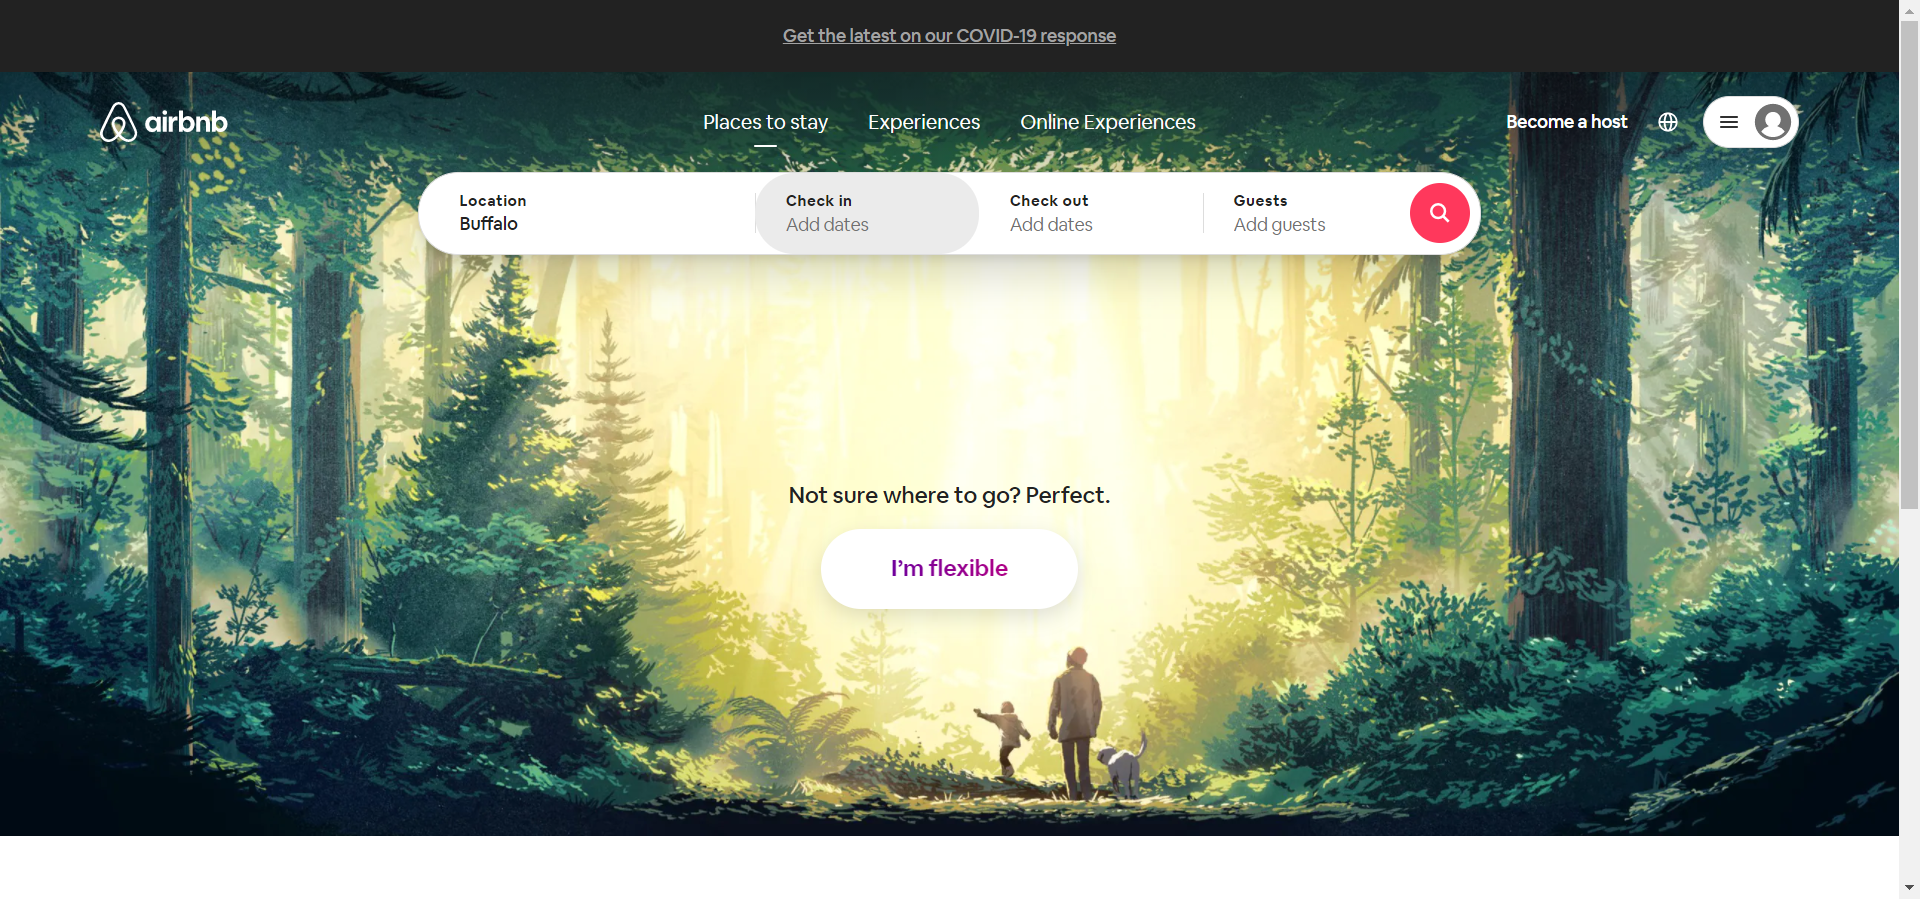 Get the latest on our COVID-19 response
airbnb
Places to stay
Experiences
Online Experiences
Become a host
Location
Buffalo
Check in
Add dates
Check out
Add dates
Guests
Add guests
Not sure where to go? Perfect.
I’m flexible